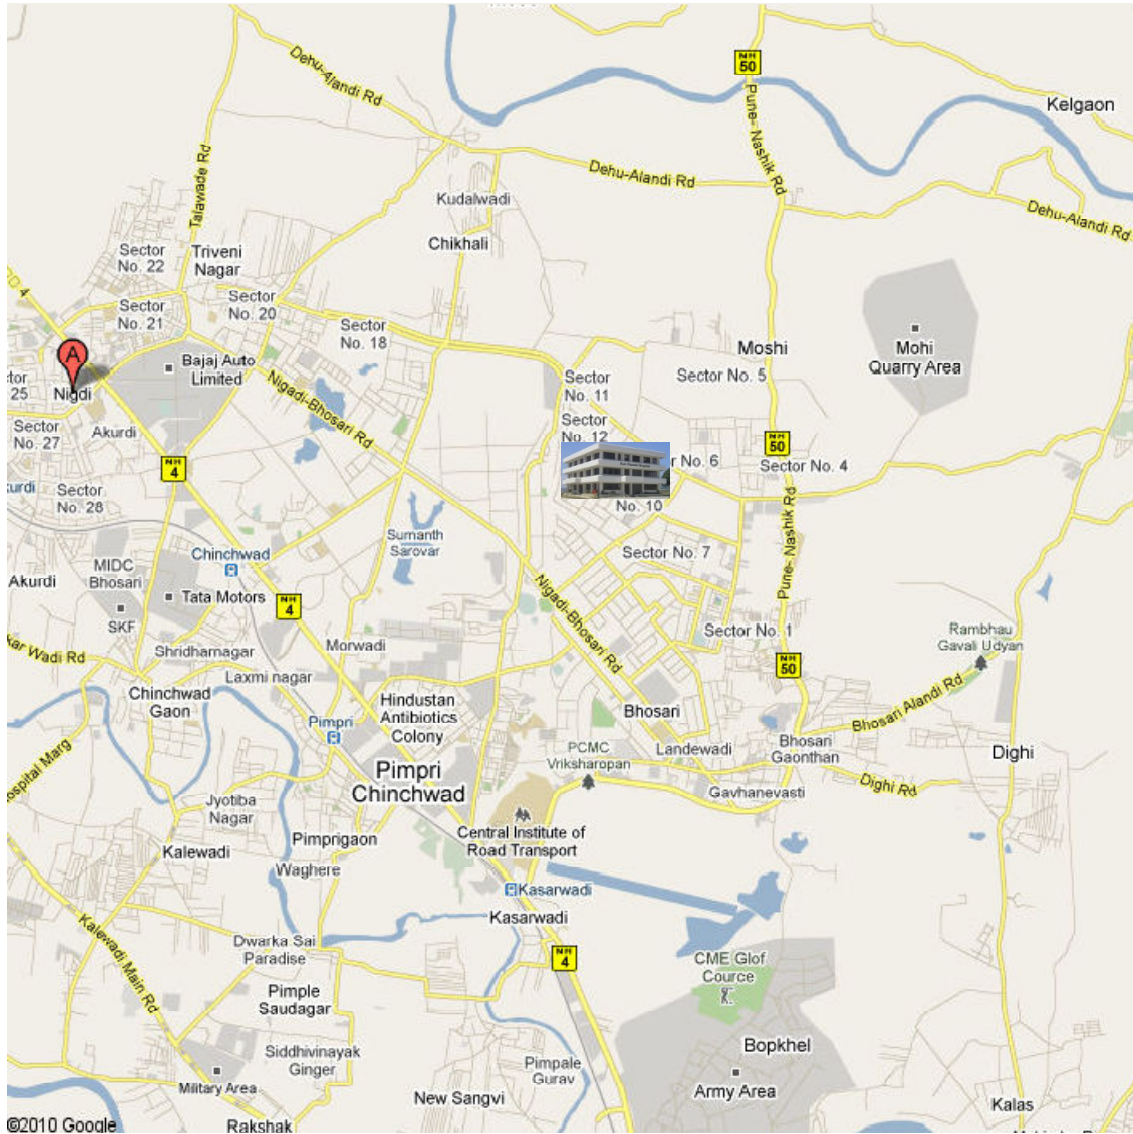 NH
50
Kelgaon
Dehu-Alandi Rd
Pune- Nashik Rd
Dehu-Alandi Rd
Dehu-Alandi Rd
Talawade Rd
Kudalwadi
Chikhali
Sector
No. 22
Triveni
Nagar
Sector
No. 21
Sector
No. 20
Sector
No. 18
Moshi
Mohi
Quarry Area
A
Nigdi
Bajaj Auto
Limited
Sector
No. 11
Sector No. 5
25
Nigadi-Bhosari Rd
Sector
No. 12
Sector
No. 27
Akurdi
NH
4
NH
50
No. 6
Sector No. 4
Sector
No. 28
No. 10
Pune- Nashik Rd
Sumanth
Sarovar
Chinchwad
Sector No. 7
MIDC
Bhosari
Akurdi
Tata Motors
NH
4
SKF
Nigadi-Bhosari Rd
Sector No. 1
Rambhau
Gavali Udyan
Wadi Rd
Shridharnagar
Morwadi
Laxmi nagar
NH
50
Chinchwad
Gaon
Hindustan
Antibiotics
Colony
Bhosari
Bhosari Alandi Rd
Pimpri
PCMC
Vriksharopan
Landewadi
Bhosari
Gaonthan
Dighi
Pimpri
Chinchwad
Gavhanevasti
Dighi Rd
Jyotiba
Nagar
Pimprigaon
Central Institute of
Road Transport
Kalewadi
Waghere
Kasarwadi
Kasarwadi
Kalewadi Main Rd
Dwarka Sai
Paradise
NH
4
CME Glof
Cource
Pimple
Saudagar
Siddhivinayak
Ginger
Bopkhel
Pimpale
Gurav
Military Area
Army Area
New Sangvi
Kalas
©2010 Google
Rakshak